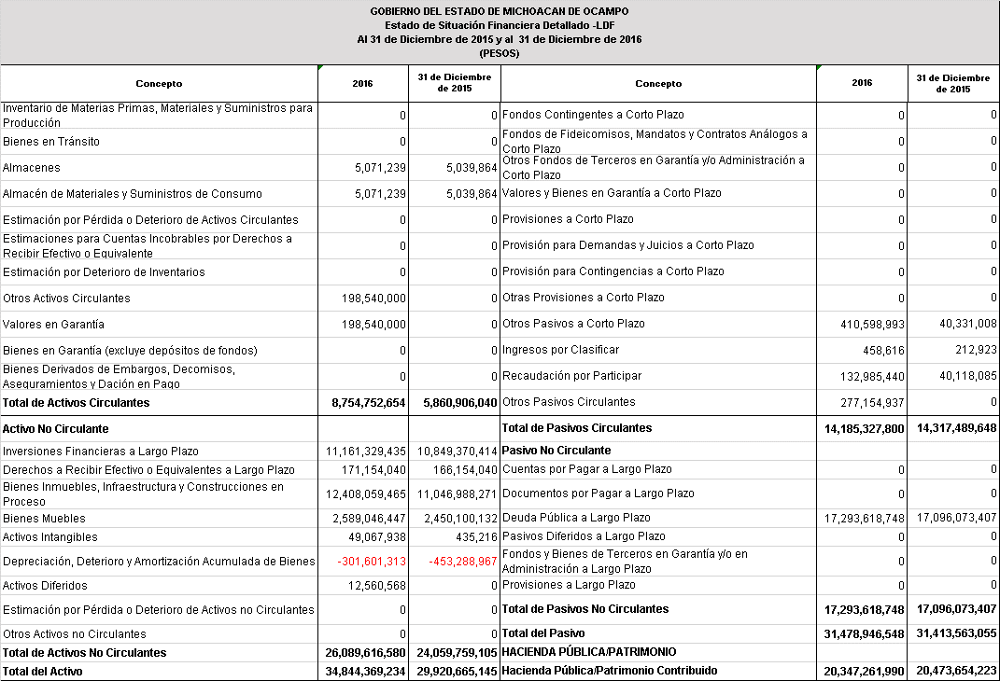 GOBIERNO DEL ESTADO DE MICHOACAN DE OCAMPO
Estado de Situación Financiera Detallado -LDF
Al 31 de Diciembre de 2015 y al 31 de Diciembre de 2016
(PESOS)
Concepto 2016 31 de Diciembre de 2015 Concepto 2016 31 de Diciembre de 2015
Inventario de Materias Primas, Materiales y Suministros para Producción 0 0 Fondos Contingentes a Corto Plazo 0 0
Bienes en Tránsito 0 0 Fondos de Fideicomisos, Mandatos y Contratos Análogos a Corto Plazo 0 0
Almacenes 5,071,239 5,039,864 Otros Fondos de Terceros en Garantía y/o Administración a Corto Plazo 0 0
Almacén de Materiales y Suministros de Consumo 5,071,239 5,039,864 Valores y Bienes en Garantía a Corto Plazo 0 0
Estimación por Pérdida o Deterioro de Activos Circulantes 0 0 Provisiones a Corto Plazo 0 0
Estimaciones para Cuentas Incobrables por Derechos a Recibir Efectivo o Equivalente 0 0 Provisión para Demandas y Juicios a Corto Plazo 0 0
Estimación por Deterioro de Inventarios 0 0 Provisión para Contingencias a Corto Plazo 0 0
Otros Activos Circulantes 198,540,000 0 Otras Provisiones a Corto Plazo 0 0
Valores en Garantía 198,540,000 0 Otros Pasivos a Corto Plazo 410,598,993 40,331,008
Bienes en Garantía (excluye depósitos de fondos) 0 0 Ingresos por Clasificar 458,616 212,923
Bienes Derivados de Embargos, Decomisos, Aseguramientos y Dación en Pago 0 0 Recaudación por Participar 132,985,440 40,118,085
Total de Activos Circulantes 8,754,752,654 5,860,906,040 Otros Pasivos Circulantes 277,154,937 0
Activo No Circulante Total de Pasivos Circulantes 14,185,327,800 14,317,489,648
Inversiones Financieras a Largo Plazo 11,161,329,435 10,849,370,414 Pasivo No Circulante
Derechos a Recibir Efectivo o Equivalentes a Largo Plazo 171,154,040 166,154,040 Cuentas por Pagar a Largo Plazo 0 0
Bienes Inmuebles, Infraestructura y Construcciones en Proceso 12,408,059,465 11,046,988,271 Documentos por Pagar a Largo Plazo 0 0
Bienes Muebles 2,589,046,447 2,450,100,132 Deuda Pública a Largo Plazo 17,293,618,748 17,096,073,407
Activos Intangibles 49,067,938 435,216 Pasivos Diferidos a Largo Plazo 0 0
Depreciación, Deterioro y Amortización Acumulada de Bienes -301,601,313 -453,288,967 Fondos y Bienes de Terceros en Garantía y/o en Administración a Largo Plazo 0 0
Activos Diferidos 12,560,568 0 Provisiones a Largo Plazo 0 0
Estimación por Pérdida o Deterioro de Activos no Circulantes 0 0 Total de Pasivos No Circulantes 17,293,618,748 17,096,073,407
Otros Activos no Circulantes 0 0 Total del Pasivo 31,478,946,548 31,413,563,055
Total de Activos No Circulantes 26,089,616,580 24,059,759,105 HACIENDA PÚBLICA/PATRIMONIO
Total del Activo 34,844,369,234 29,920,665,145 Hacienda Pública/Patrimonio Contribuido 20,347,261,990 20,473,654,223